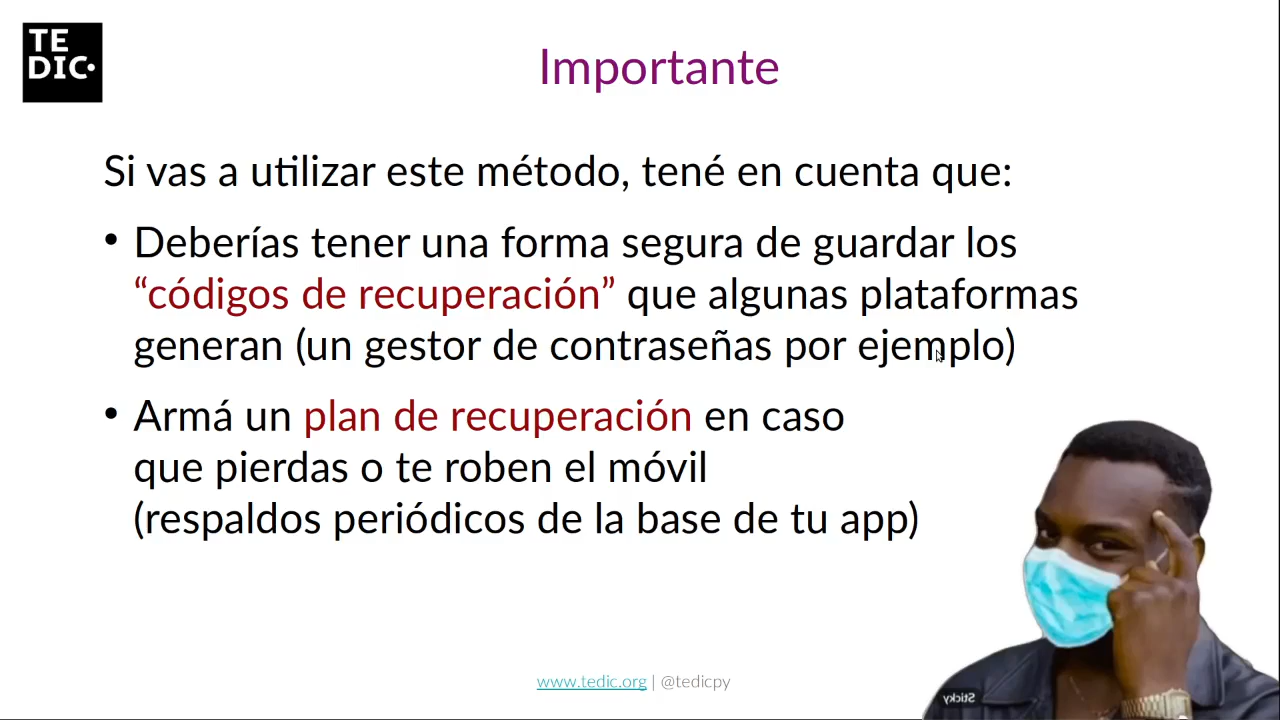 TE
DIC
Importante
Si vas a utilizar este método, tené en cuenta que:
• Deberías tener una forma segura de guardar los
“códigos de recuperación” que algunas plataformas
generan (un gestor de contraseñas por ejemplo)
• Armá un plan de recuperación en caso
que pierdas o te roben el móvil
(respaldos periódicos de la base de tu app)
www.tedic.org | @tedicpy
Sticky